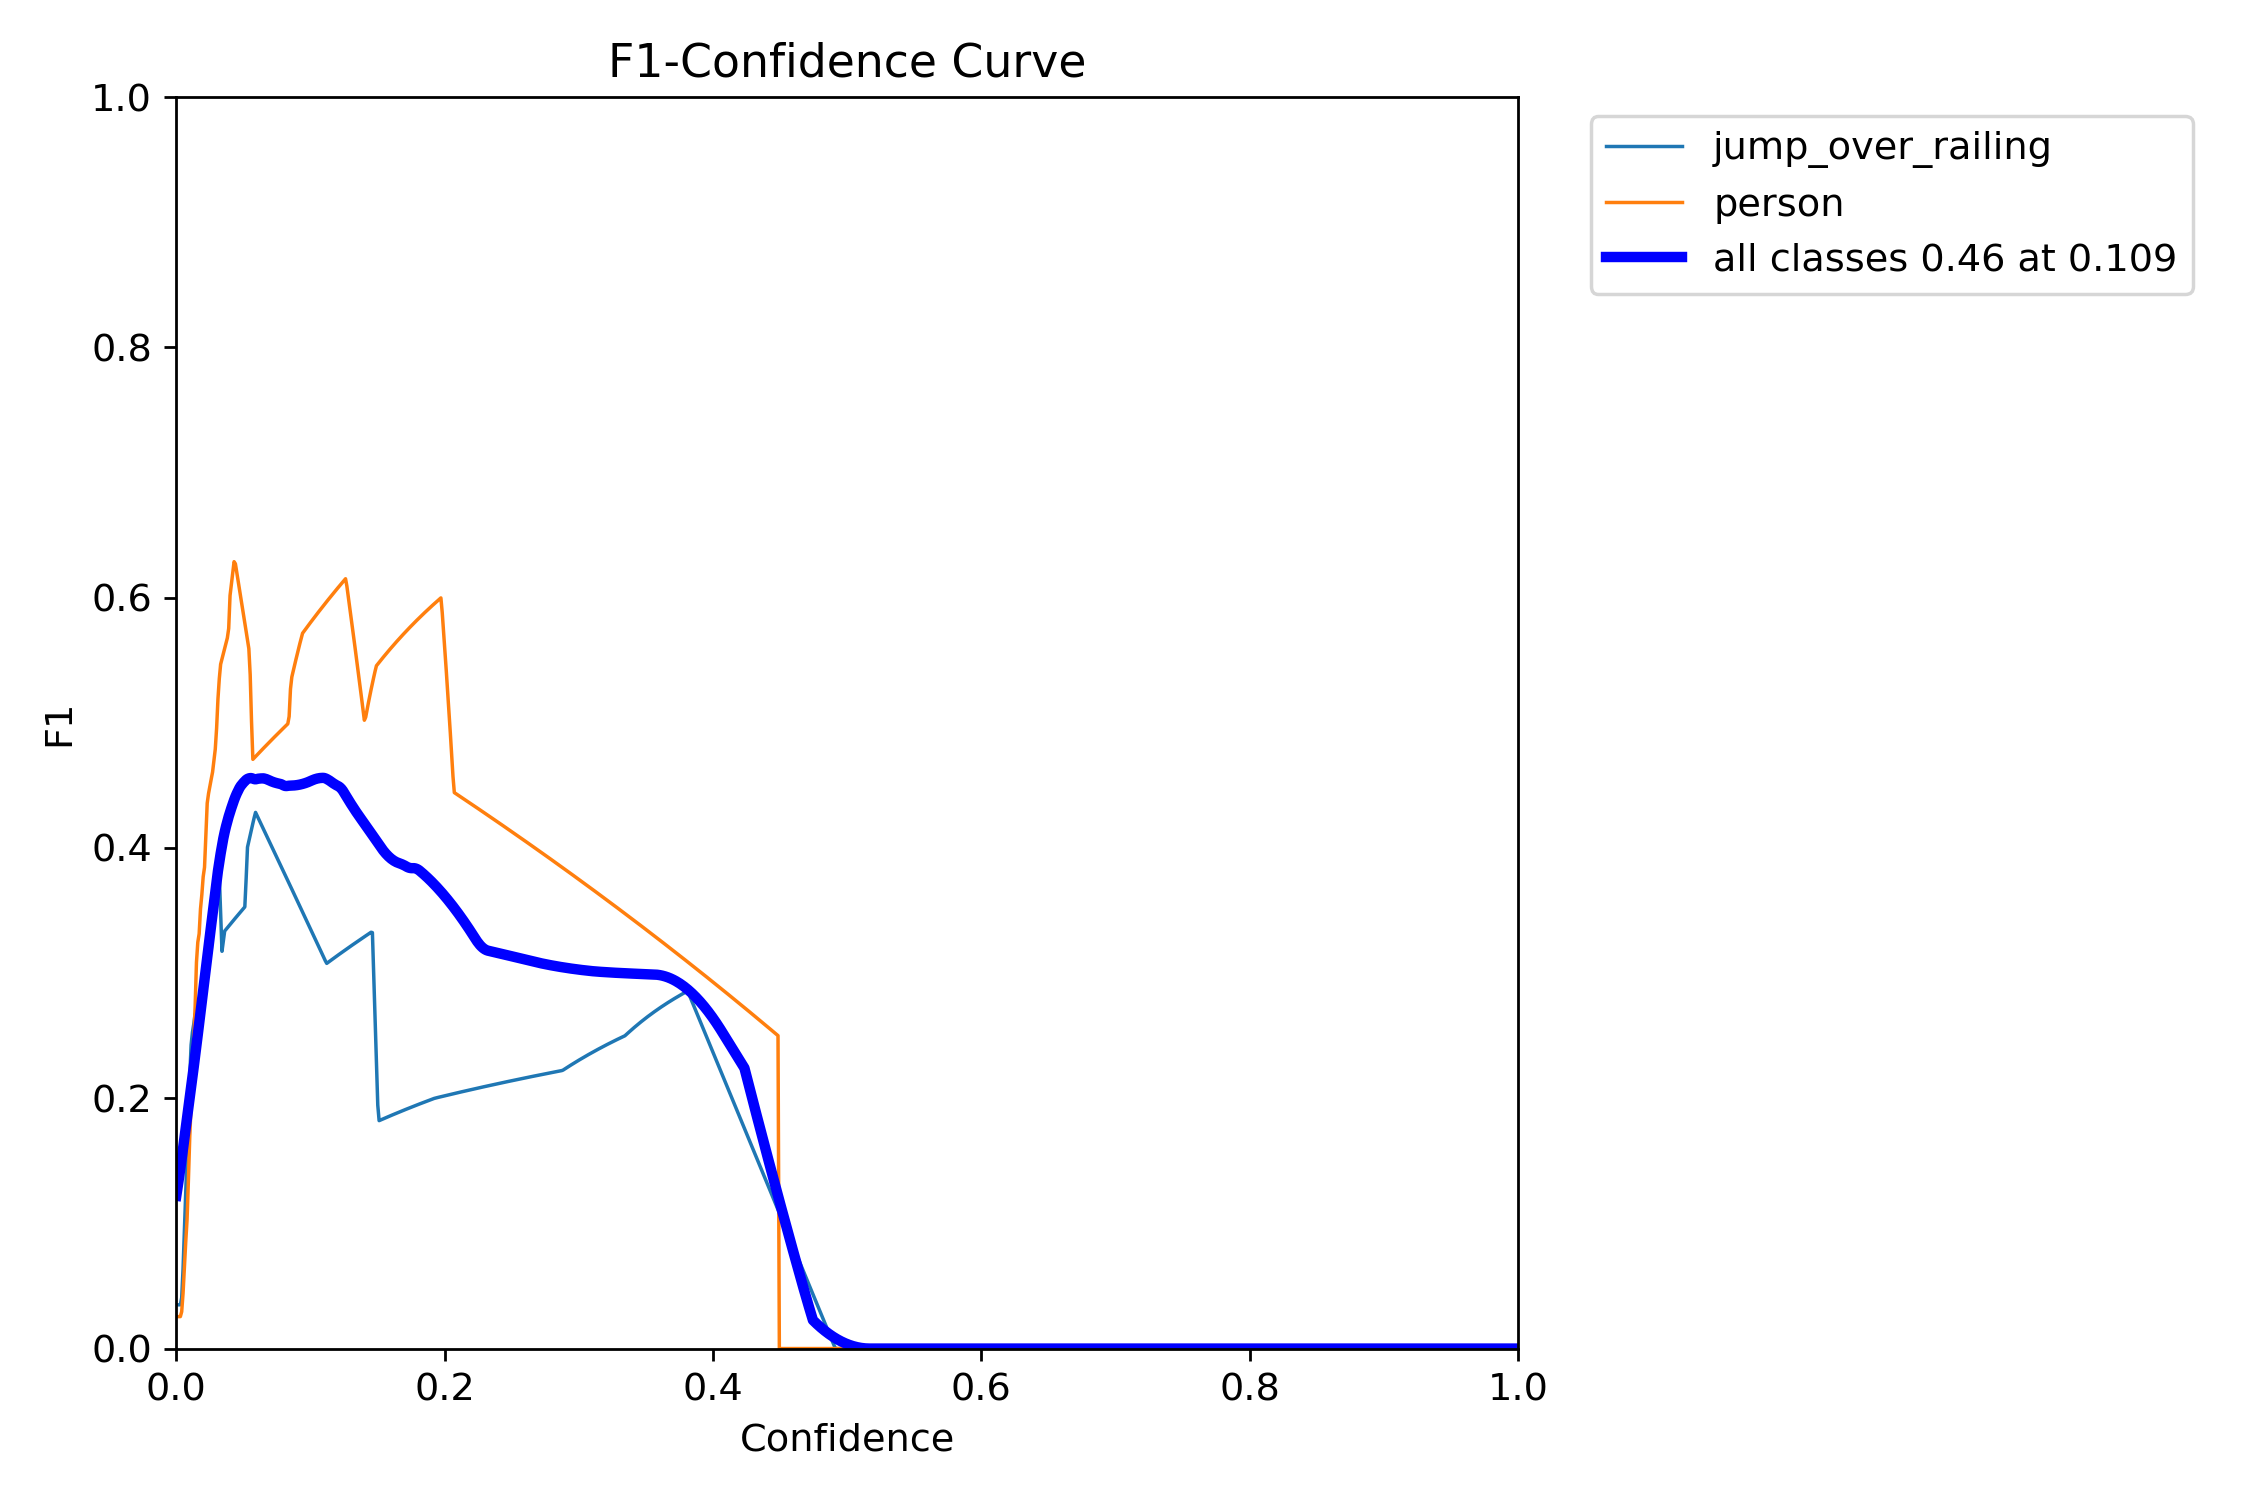 F1-Confidence Curve
1.0
0.8
0.6
0.4
0.2
0.0
F1
0.0 0.2 0.4 0.6 0.8 1.0
Confidence
jump_over_railing
person
all classes 0.46 at 0.109